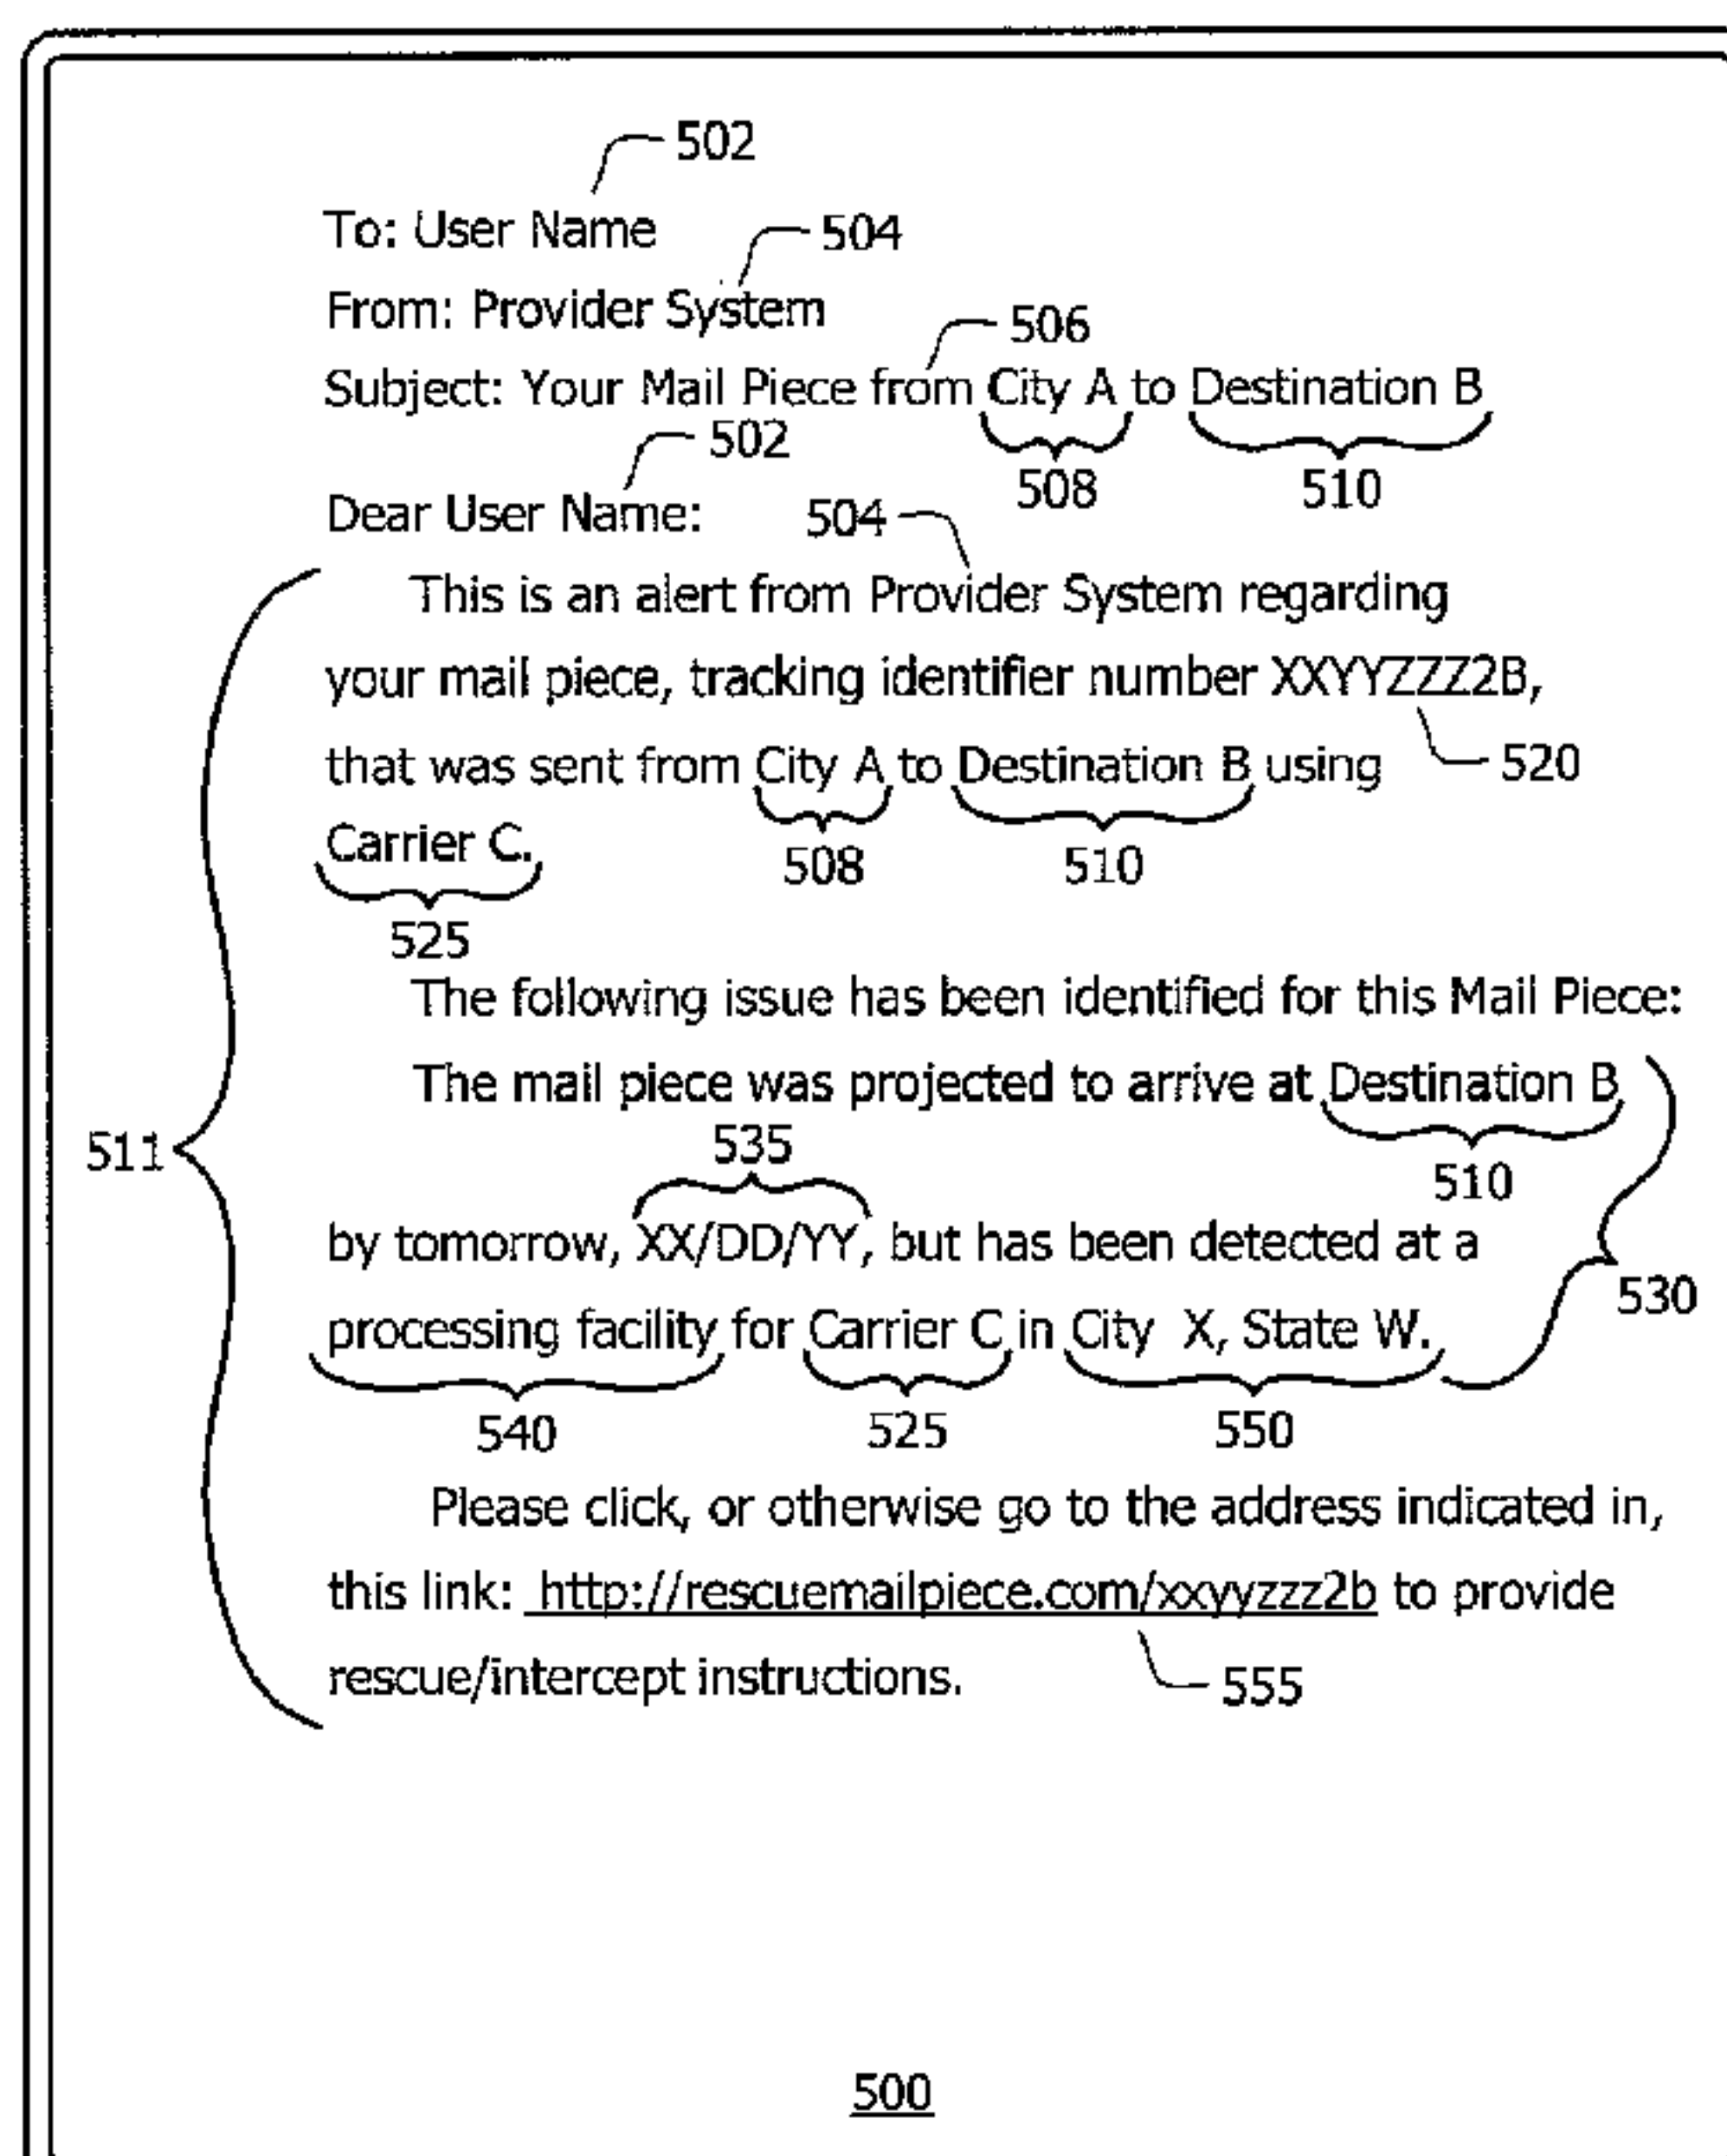 502
To: User Name
504
From: Provider System
506
Subject: Your Mail Piece from City A to Destination B
502
508 510
Dear User Name:
504
This is an alert from Provider System regarding
your mail piece, tracking identifier number XXYYZZZ2B,
520
that was sent from City A to Destination B using
508 510
Carrier C.
525
The following issue has been identified for this Mail Piece:
The mail piece was projected to arrive at Destination B
511
535
510
by tomorrow, XX/DD/YY, but has been detected at a
530
processing facility for Carrier C in City X, State W.
540 525 550
Please click, or otherwise go to the address indicated in,
this link: http://rescuemailpiece.com/xxyyzzz2b to provide
rescue/intercept instructions.
555
500